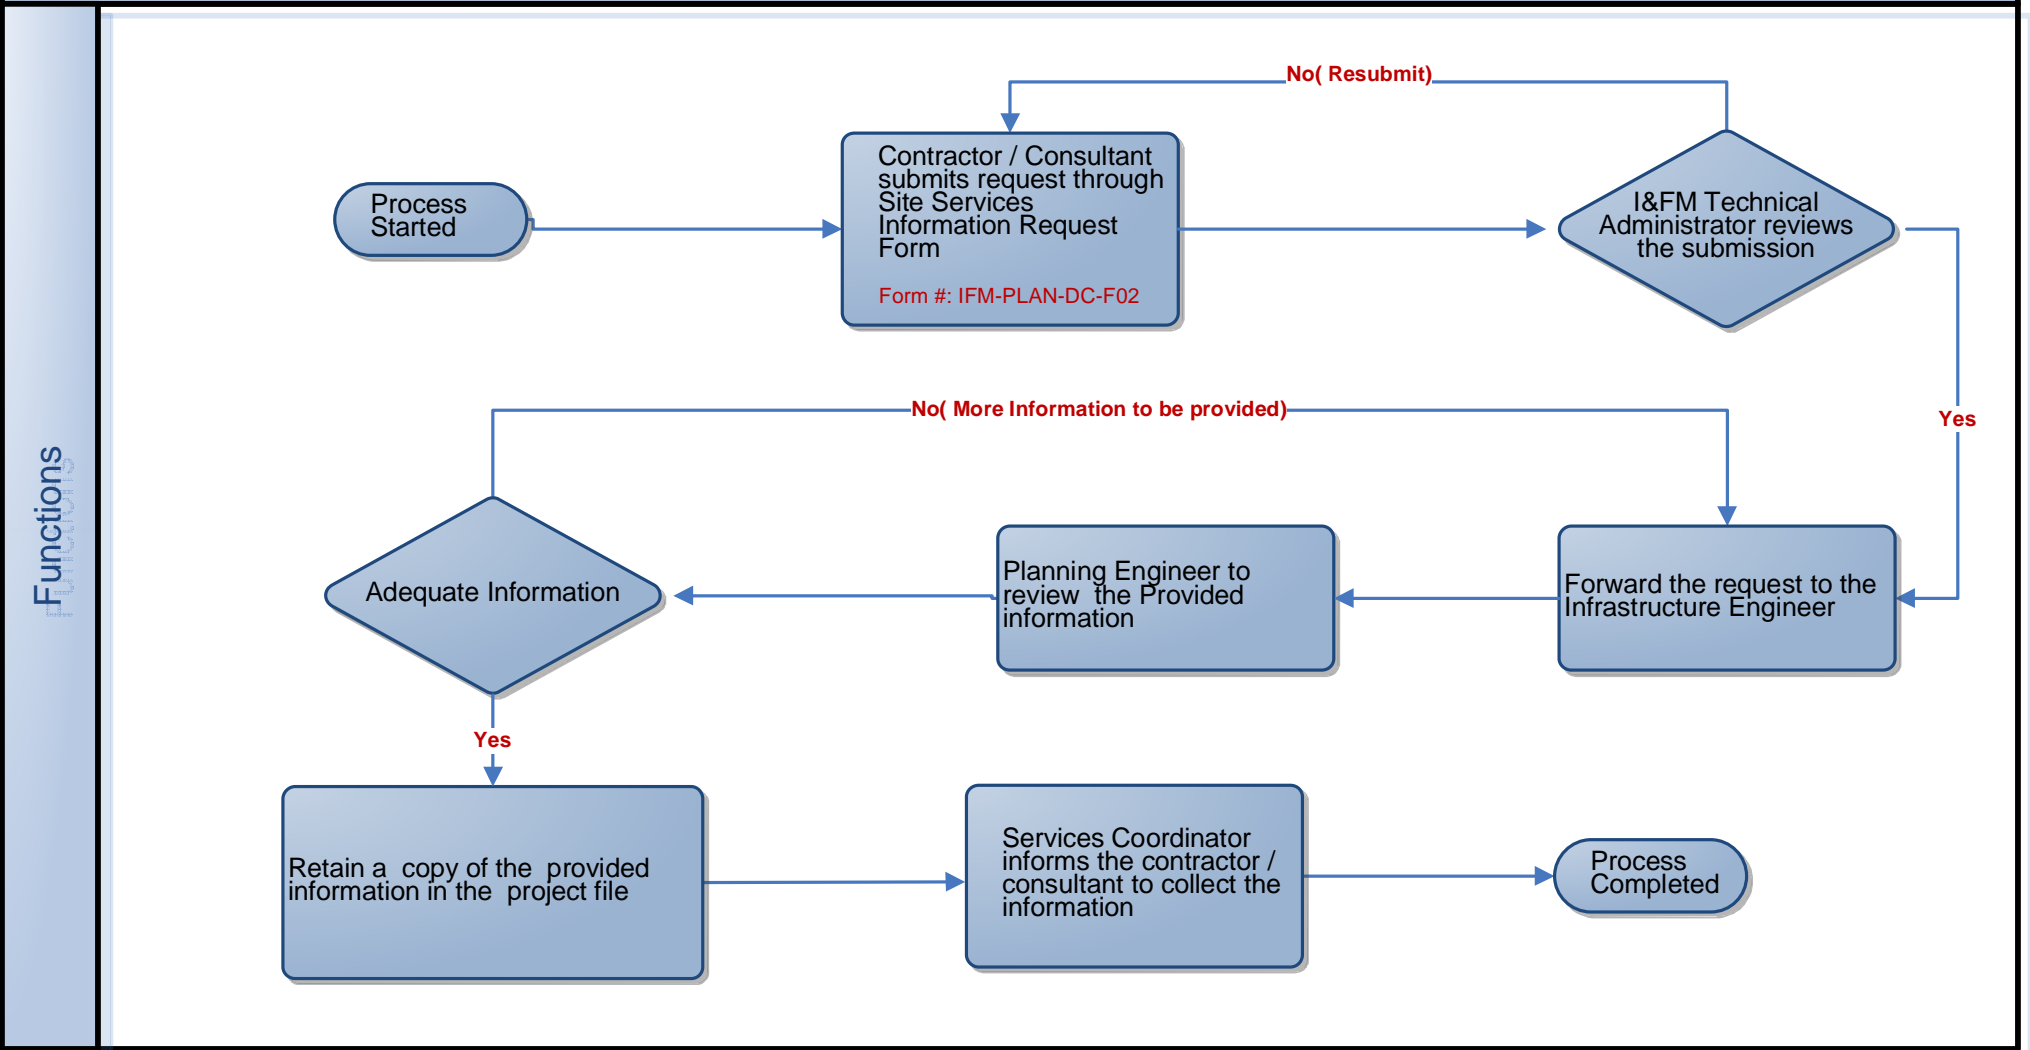 Functions
No( Resubmit)
Process
Started
Contractor / Consultant
submits request through
Site Services
Information Request
Form
Form #: IFM-PLAN-DC-F02
I&FM Technical
Administrator reviews
the submission
Yes
No( More Information to be provided)
Adequate Information
Planning Engineer to
review  the Provided
information
Forward the request to the
Infrastructure Engineer
Yes
Retain a  copy of the  provided
information in the  project file
Services Coordinator
informs the contractor /
consultant to collect the
information
Process
Completed